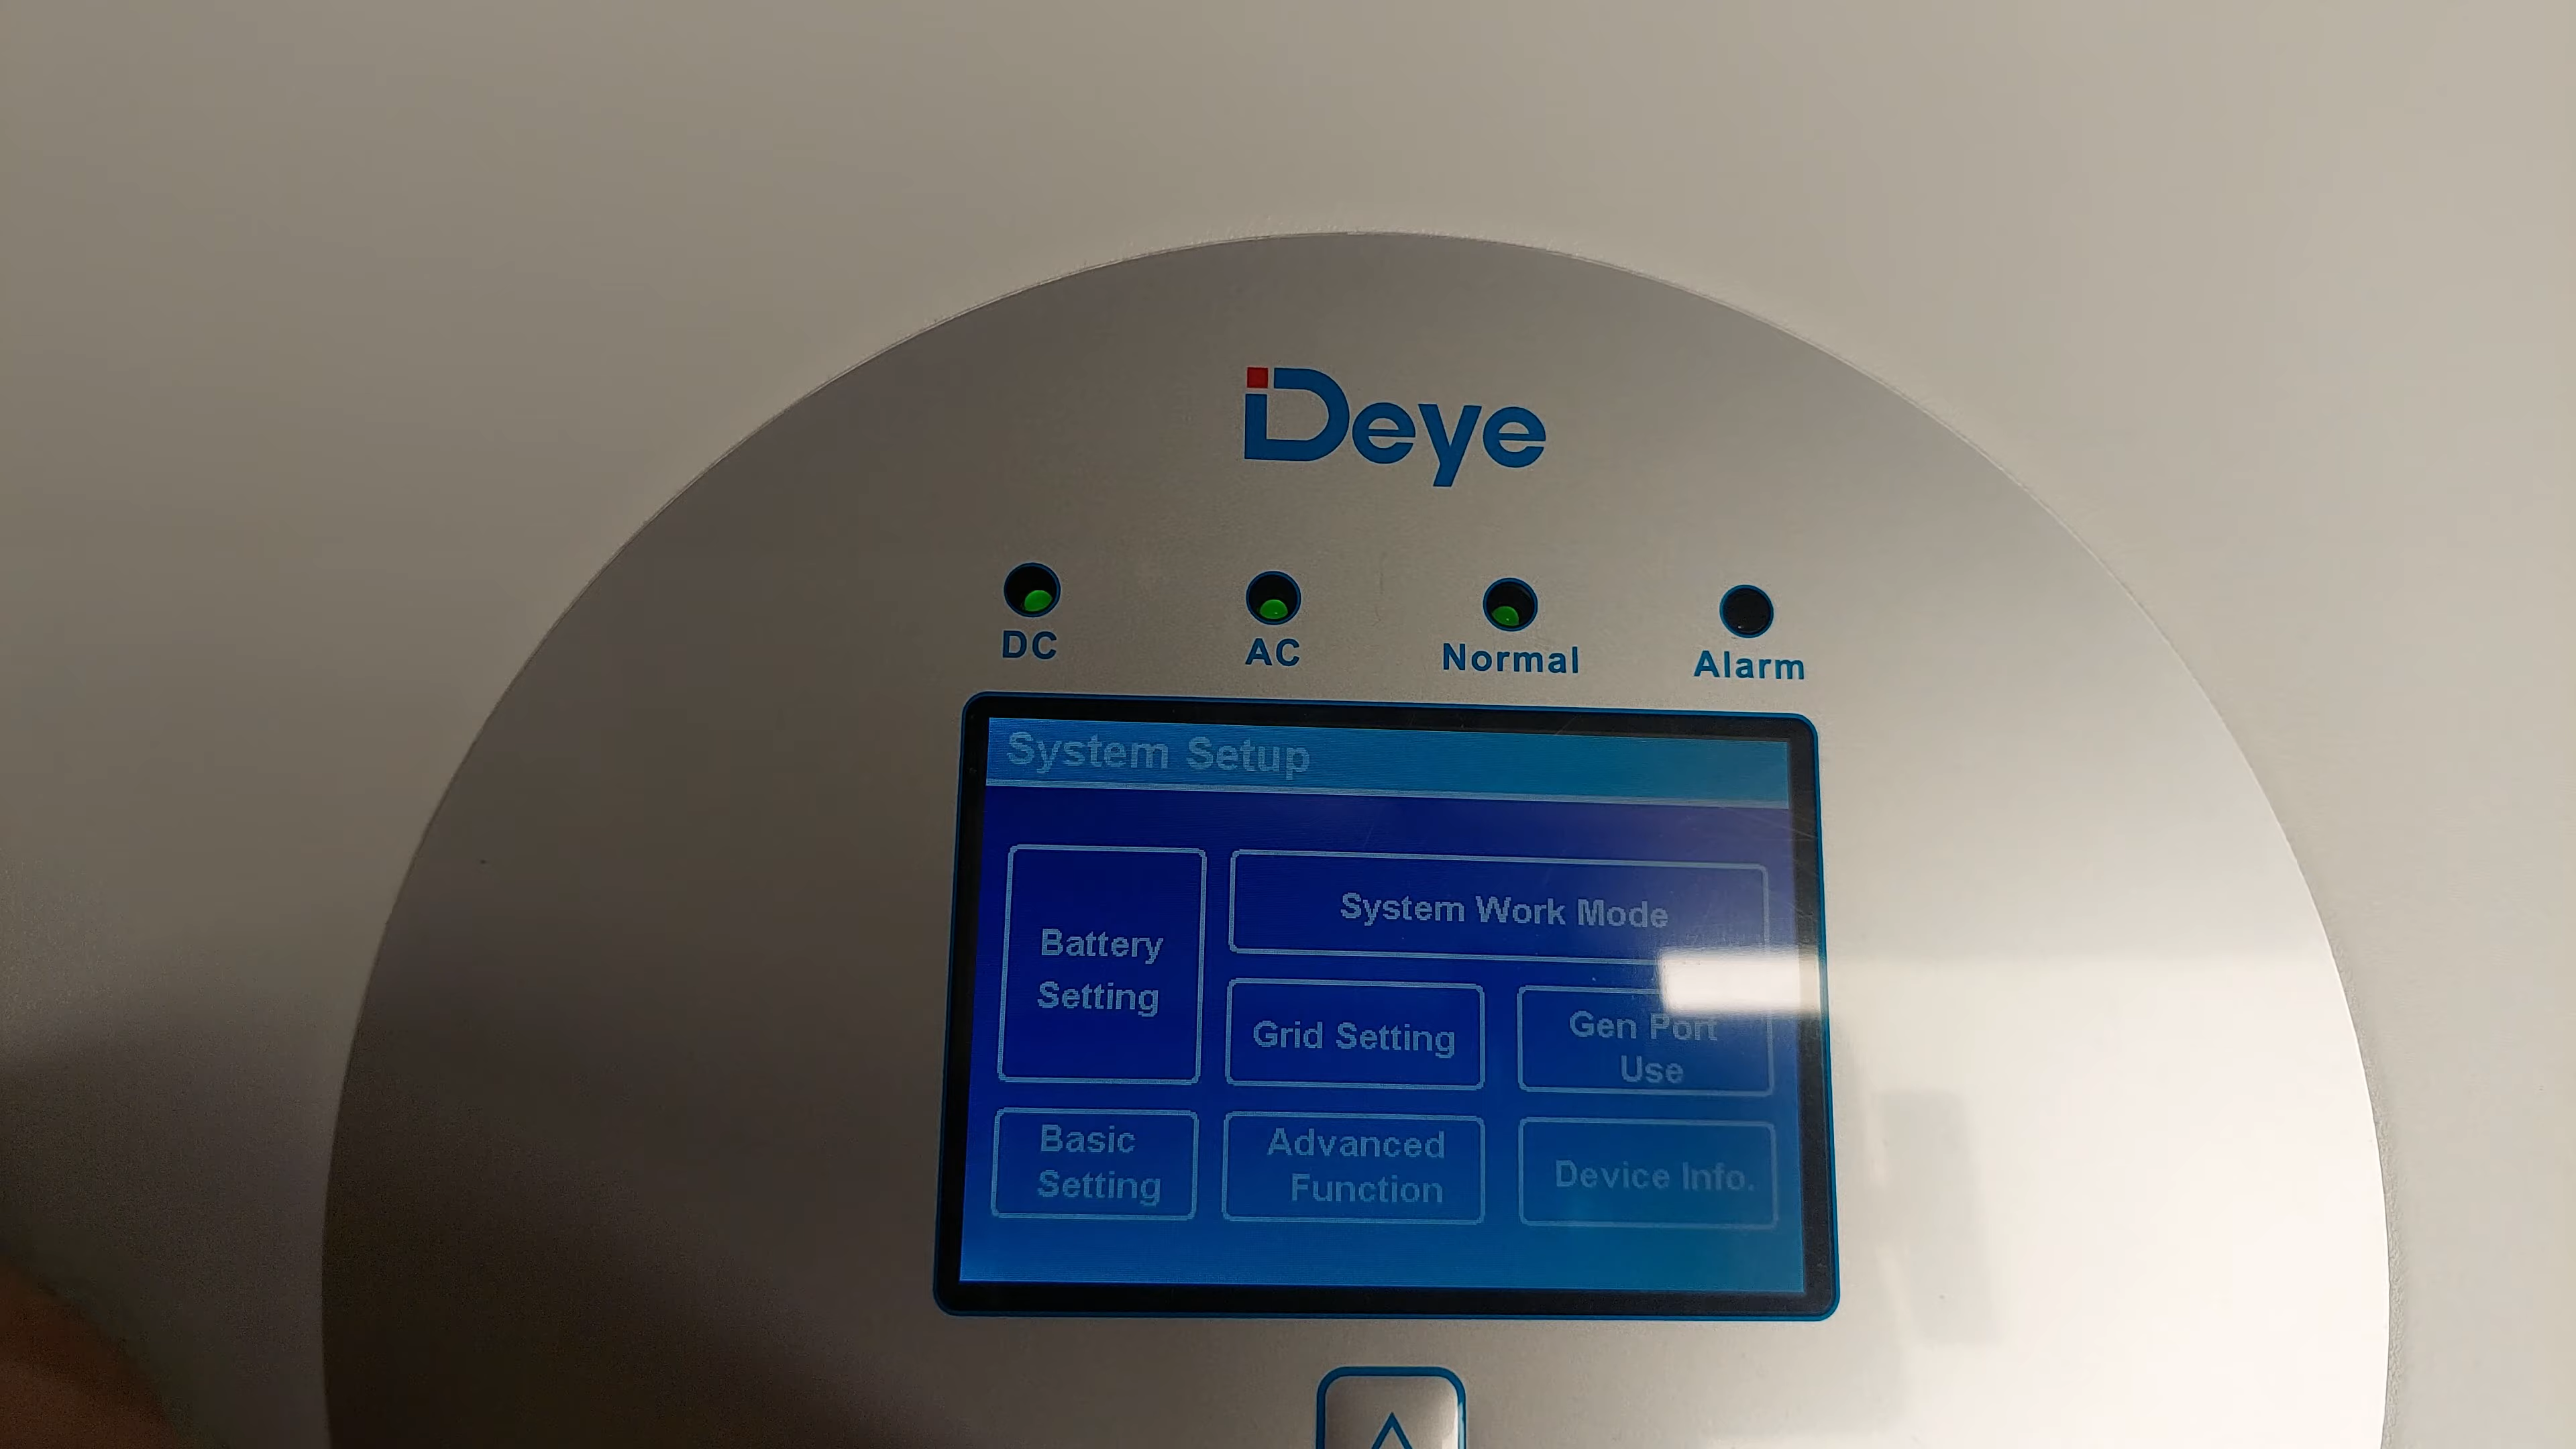 Deye
DC AC Normal Alarm
System Setup
System Work Mode
Battery
Setting
Grid Setting
Gen Port
Use
Basic
Setting
Advanced
Function
Device Info.